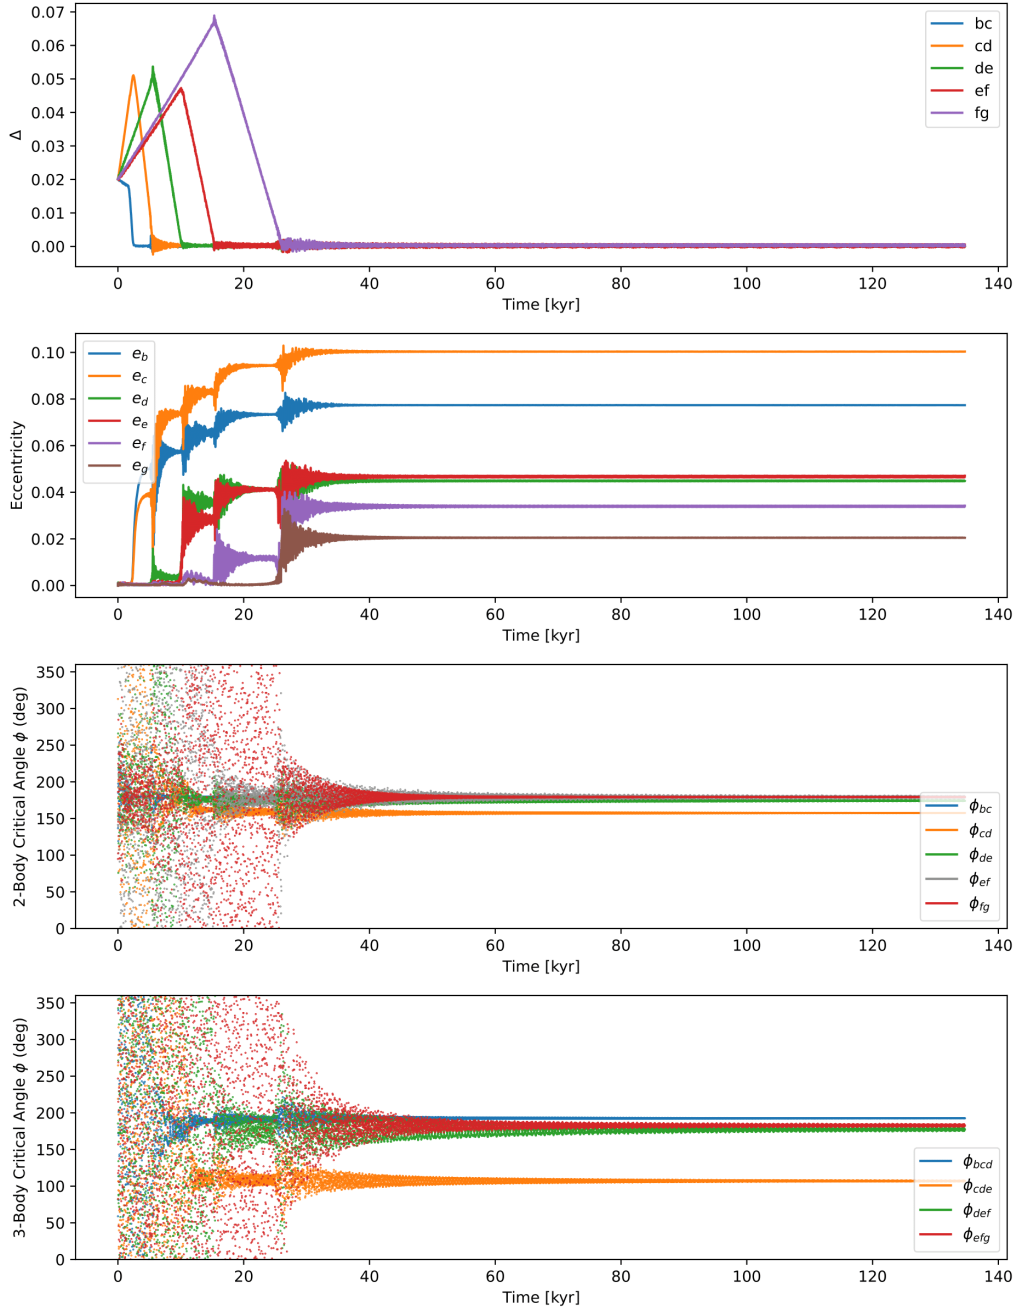 0.07
0.06
0.05
0.04
0.03
0.02
0.01
0.00
Δ
bc
cd
de
ef
fg
0 20 40 60 80 100 120 140
Time [kyr]
0.10
0.08
0.06
0.04
0.02
0.00
Eccentricity
e_b
e_c
e_d
e_e
e_f
e_g
0 20 40 60 80 100 120 140
Time [kyr]
350
300
250
200
150
100
50
0
2-Body Critical Angle ϕ (deg)
ϕ_bc
ϕ_cd
ϕ_de
ϕ_ef
ϕ_fg
0 20 40 60 80 100 120 140
Time [kyr]
350
300
250
200
150
100
50
0
3-Body Critical Angle ϕ (deg)
ϕ_bcd
ϕ_cde
ϕ_def
ϕ_efg
0 20 40 60 80 100 120 140
Time [kyr]